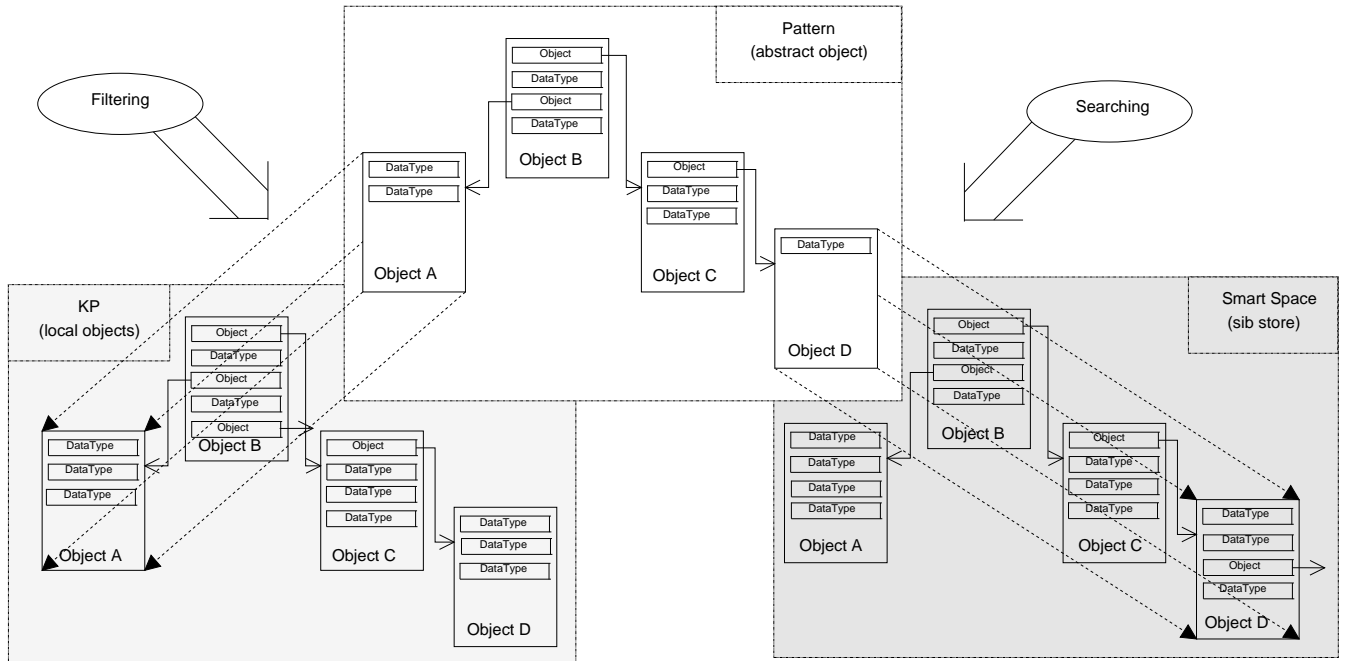 Pattern
(abstract object)
Object
DataType
Object
DataType
Object B
DataType
DataType
Object A
Object
DataType
DataType
Object C
DataType
Object D
Filtering
Searching
KP
(local objects)
Object
DataType
Object
DataType
Object
Object B
DataType
DataType
DataType
Object A
Object
DataType
DataType
DataType
Object C
DataType
DataType
DataType
Object D
Smart Space
(sib store)
Object
DataType
Object
DataType
Object B
DataType
DataType
DataType
DataType
Object A
Object
DataType
DataType
DataType
Object C
DataType
DataType
Object
DataType
Object D